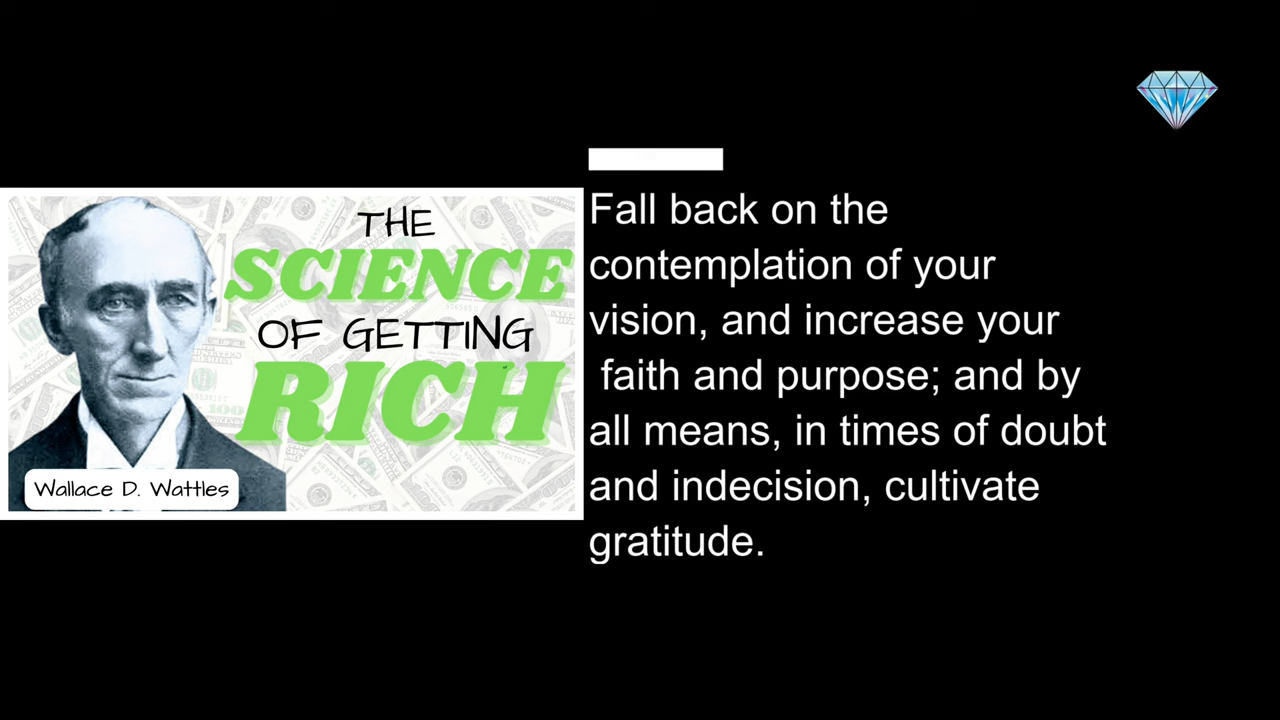 THE
SCIENCE
OF GETTING
RICH
Wallace D. Wattles
Fall back on the
contemplation of your
vision, and increase your
faith and purpose; and by
all means, in times of doubt
and indecision, cultivate
gratitude.